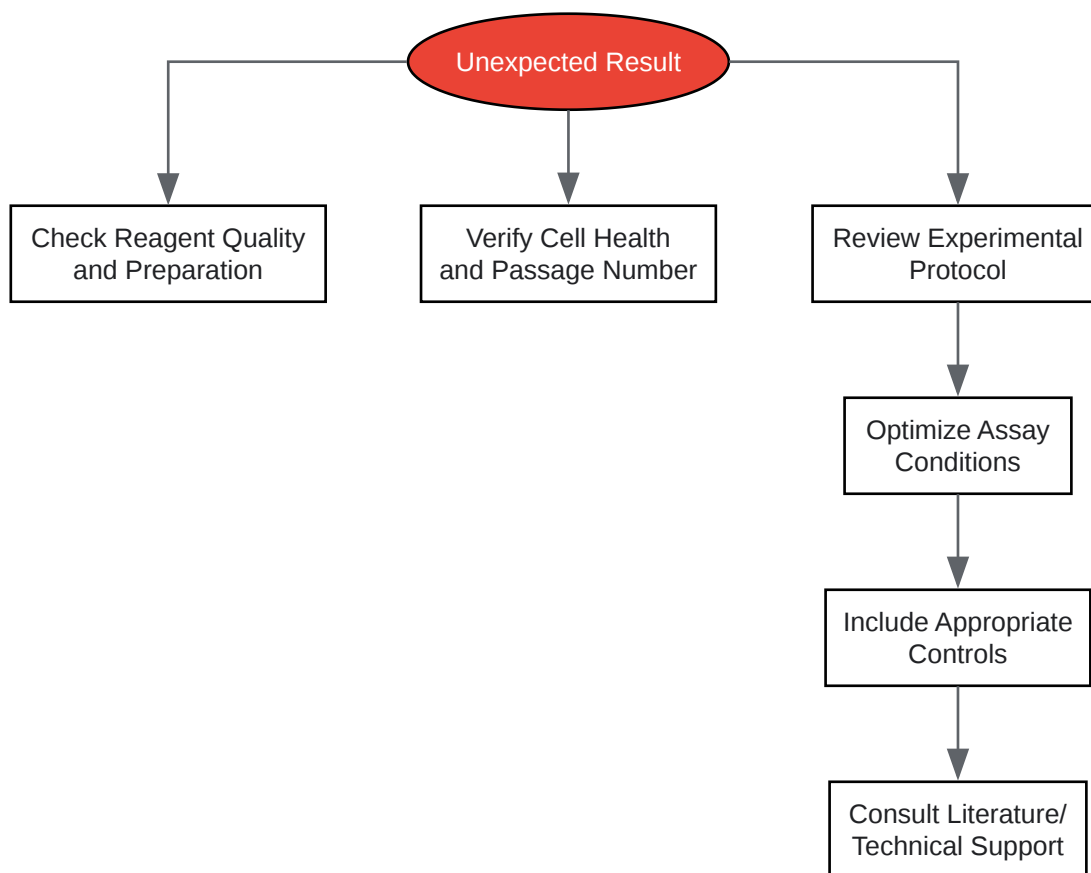 Unexpected Result
Check Reagent Quality
and Preparation
Verify Cell Health
and Passage Number
Review Experimental
Protocol
Optimize Assay
Conditions
Include Appropriate
Controls
Consult Literature/
Technical Support